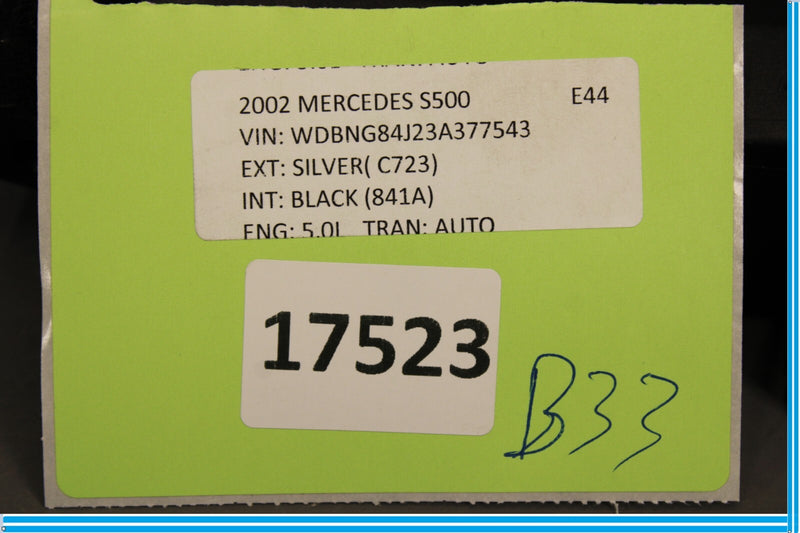 2002 MERCEDES S500 E44
VIN: WDBNG84J23A377543
EXT: SILVER( C723)
INT: BLACK (841A)
ENG: 5.0L TRAN: AUTO
17523
B33